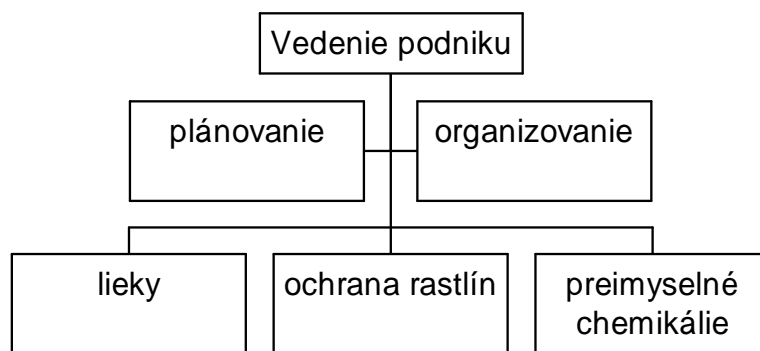 Vedenie podniku
plánovanie
organizovanie
lieky
ochrana rastlín
preimyselné
chemikálie